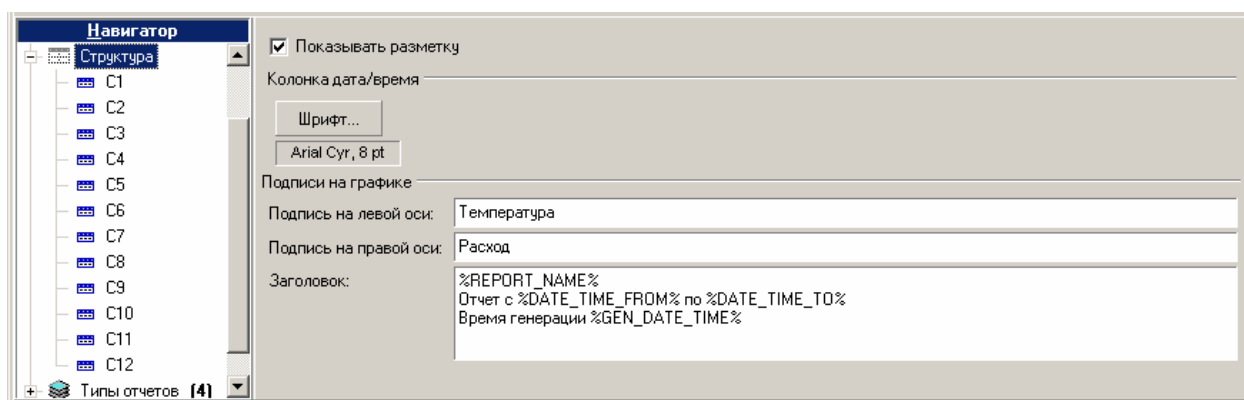 Навигатор
Структура
C1
C2
C3
C4
C5
C6
C7
C8
C9
C10
C11
C12
Типы отчетов (4)
Показывать разметку
Колонка дата/время
Шрифт...
Arial Cyr, 8 pt
Подписи на графике
Подпись на левой оси: Температура
Подпись на правой оси: Расход
Заголовок: %REPORT_NAME%
Отчет с %DATE_TIME_FROM% по %DATE_TIME_TO%
Время генерации %GEN_DATE_TIME%